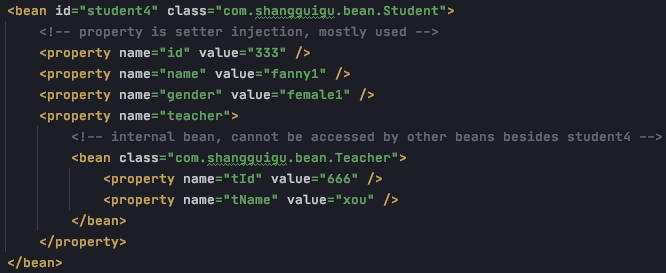 <bean id="student4" class="com.shangguigu.bean.Student">
<!-- property is setter injection, mostly used -->
<property name="id" value="333" />
<property name="name" value="fanny1" />
<property name="gender" value="female1" />
<property name="teacher">
<!-- internal bean, cannot be accessed by other beans besides student4 -->
<bean class="com.shangguigu.bean.Teacher">
<property name="tId" value="666" />
<property name="tName" value="xou" />
</bean>
</property>
</bean>